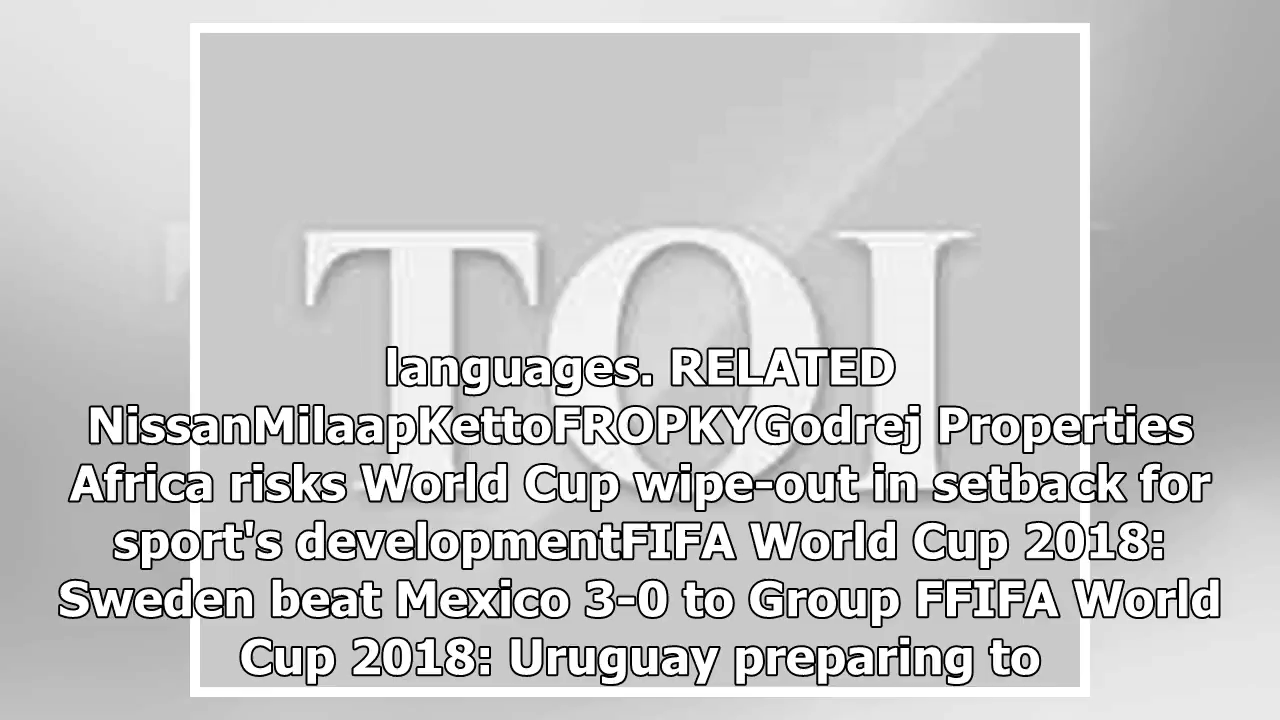 TOI
languages. RELATED
NissanMilaapKettoFROPKYGodrej Properties
Africa risks World Cup wipe-out in setback for
sport's developmentFIFA World Cup 2018:
Sweden beat Mexico 3-0 to Group FFIFA World
Cup 2018: Uruguay preparing to